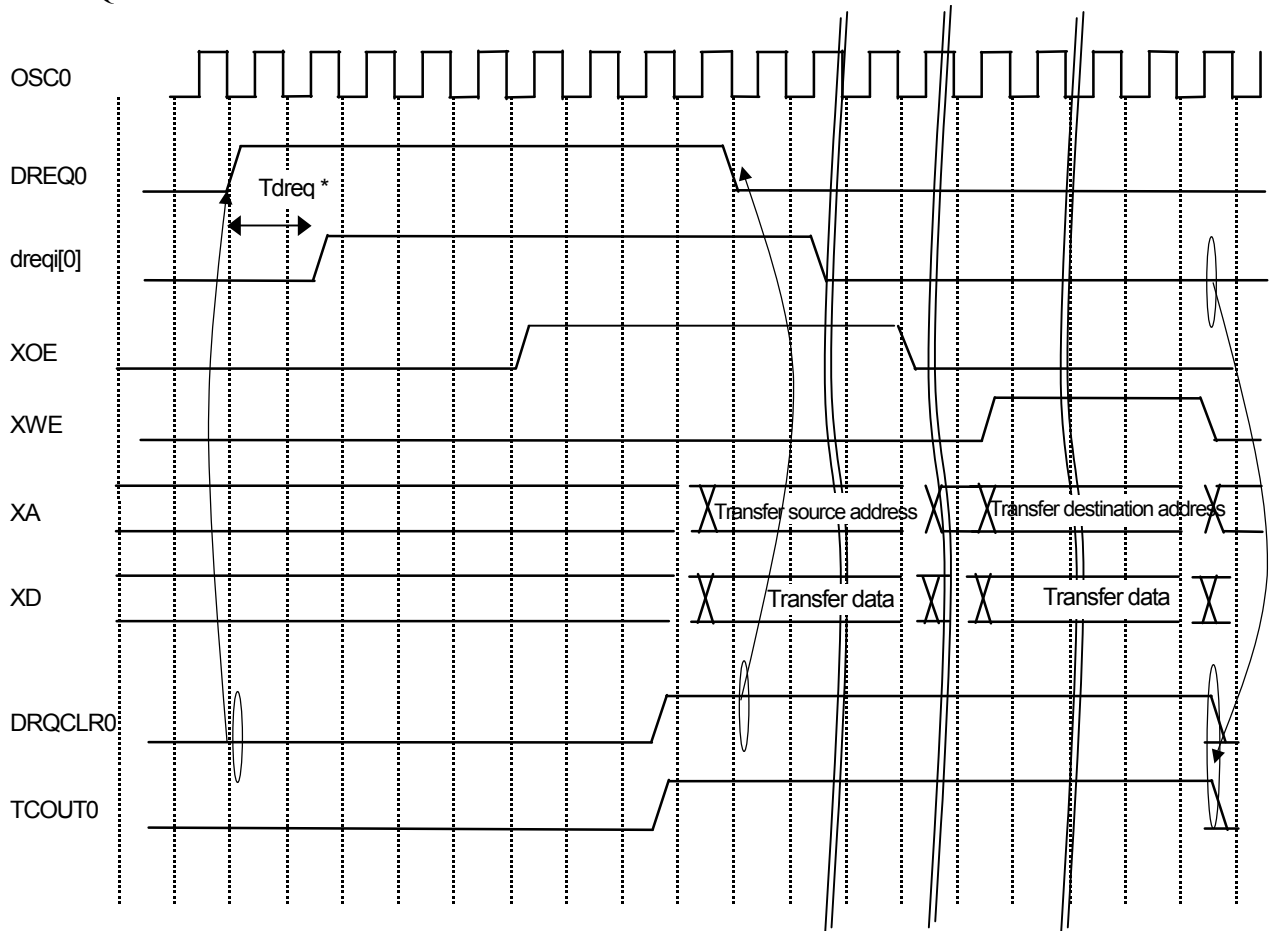 OSC0
DREQ0
Tdreq *
dreqi[0]
XOE
XWE
XA
Transfer source address
Transfer destination address
XD
Transfer data
Transfer data
DRQCLR0
TCOUT0